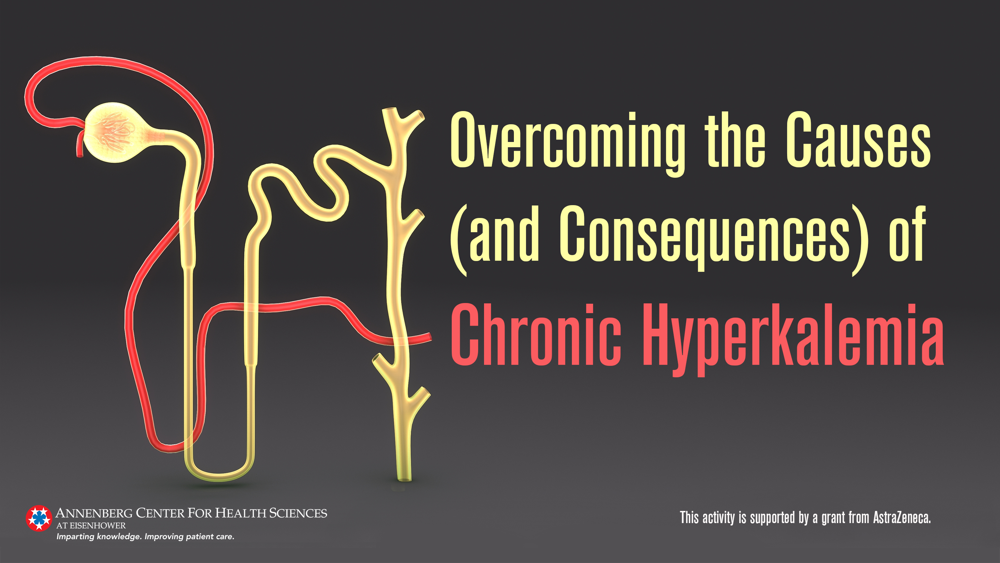 Overcoming the Causes
(and Consequences) of
Chronic Hyperkalemia
ANNENBERG CENTER FOR HEALTH SCIENCES
AT EISENHOWER
Imparting knowledge. Improving patient care.
This activity is supported by a grant from AstraZeneca.